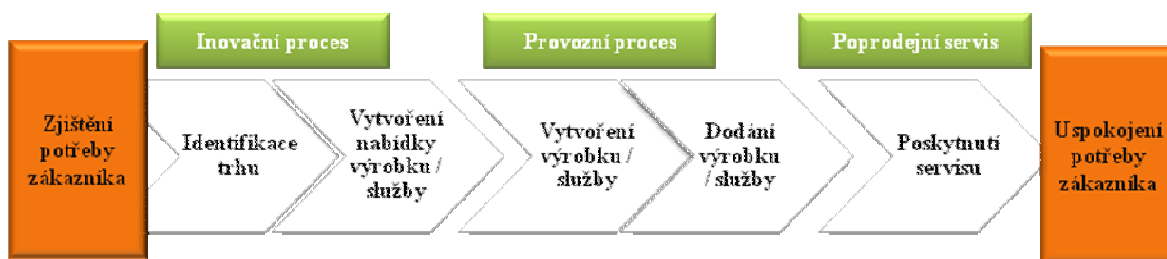 Inovační proces
Provozní proces
Poprodejní servis
Zjištění
potřeby
zákazníka
Identifikace
trhu
Vytvoření
nabídky
výrobku /
služby
Vytvoření
výrobku /
služby
Dodání
výrobku
/ služby
Poskytnutí
servisu
Uspokojení
potřeby
zákazníka